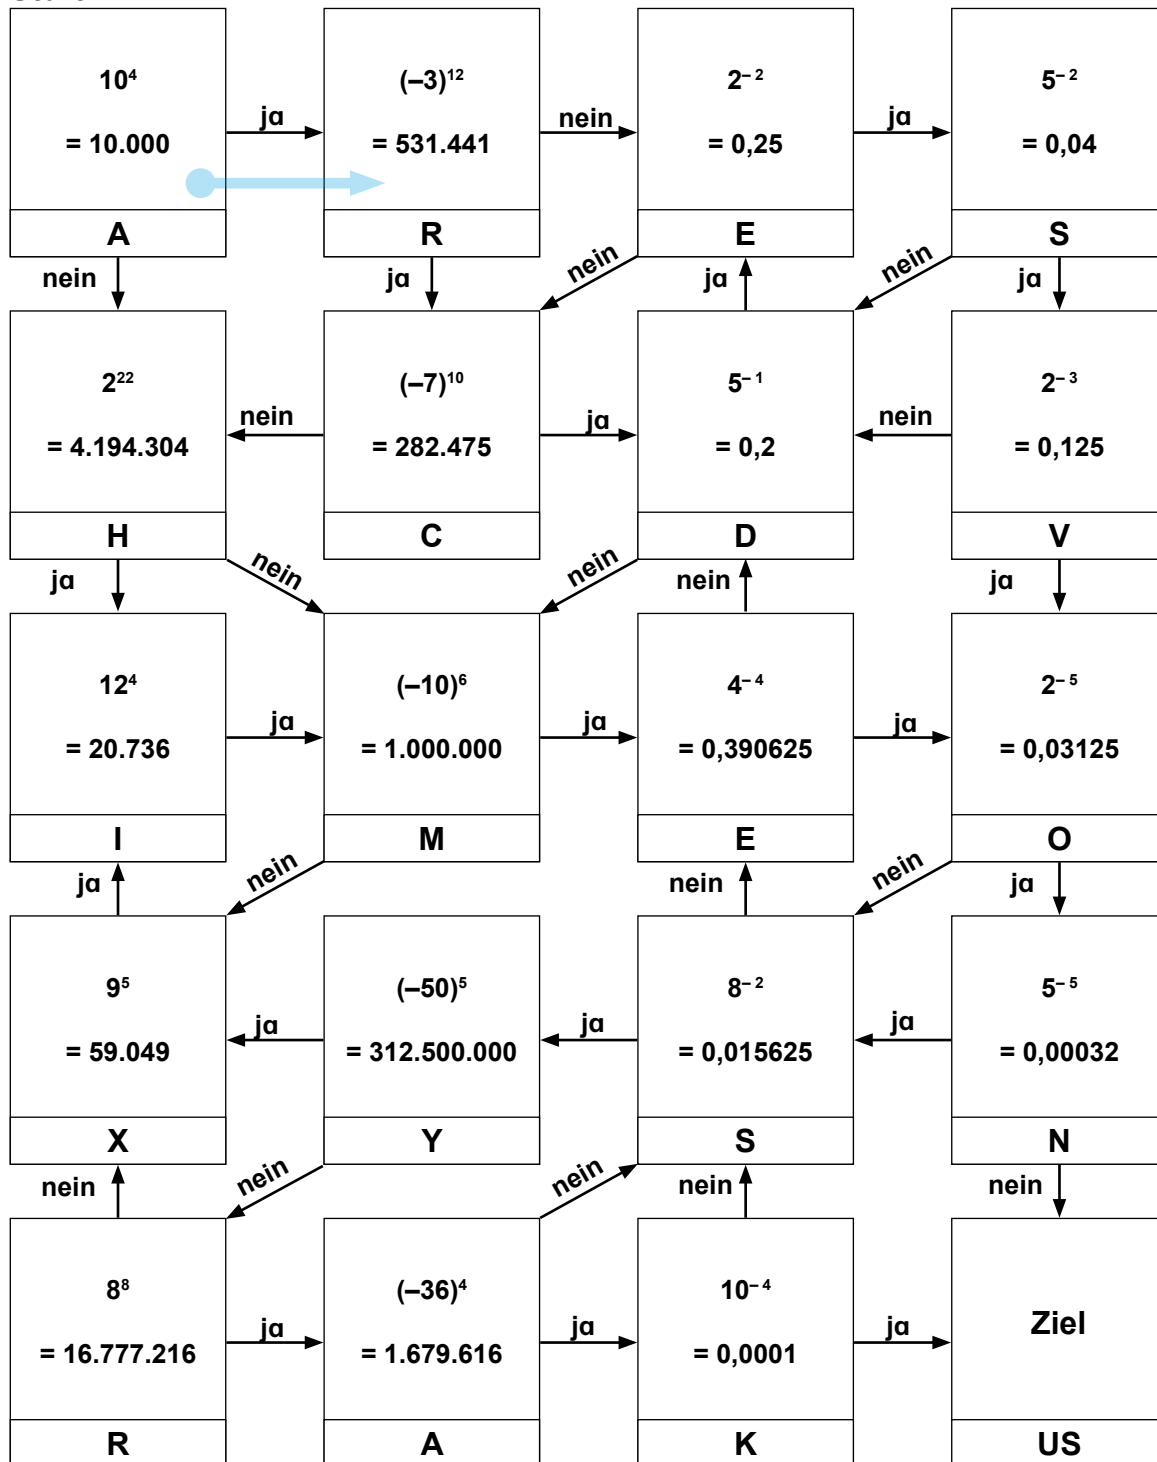 10⁴ ja (–3)¹² nein 2⁻² ja 5⁻²
= 10.000 = 531.441 = 0,25 = 0,04
A R E S
nein ja nein ja nein ja
2²² nein (–7)¹⁰ ja 5⁻¹ nein 2⁻³
= 4.194.304 = 282.475 = 0,2 = 0,125
H C D V
ja nein nein nein ja
12⁴ ja (–10)⁶ ja 4⁻⁴ ja 2⁻⁵
= 20.736 = 1.000.000 = 0,390625 = 0,03125
I M E O
ja nein nein nein ja
9⁵ ja (–50)⁵ ja 8⁻² ja 5⁻⁵
= 59.049 = 312.500.000 = 0,015625 = 0,00032
X Y S N
nein nein nein nein nein
8⁸ ja (–36)⁴ ja 10⁻⁴ ja Ziel
= 16.777.216 = 1.679.616 = 0,0001
R A K US